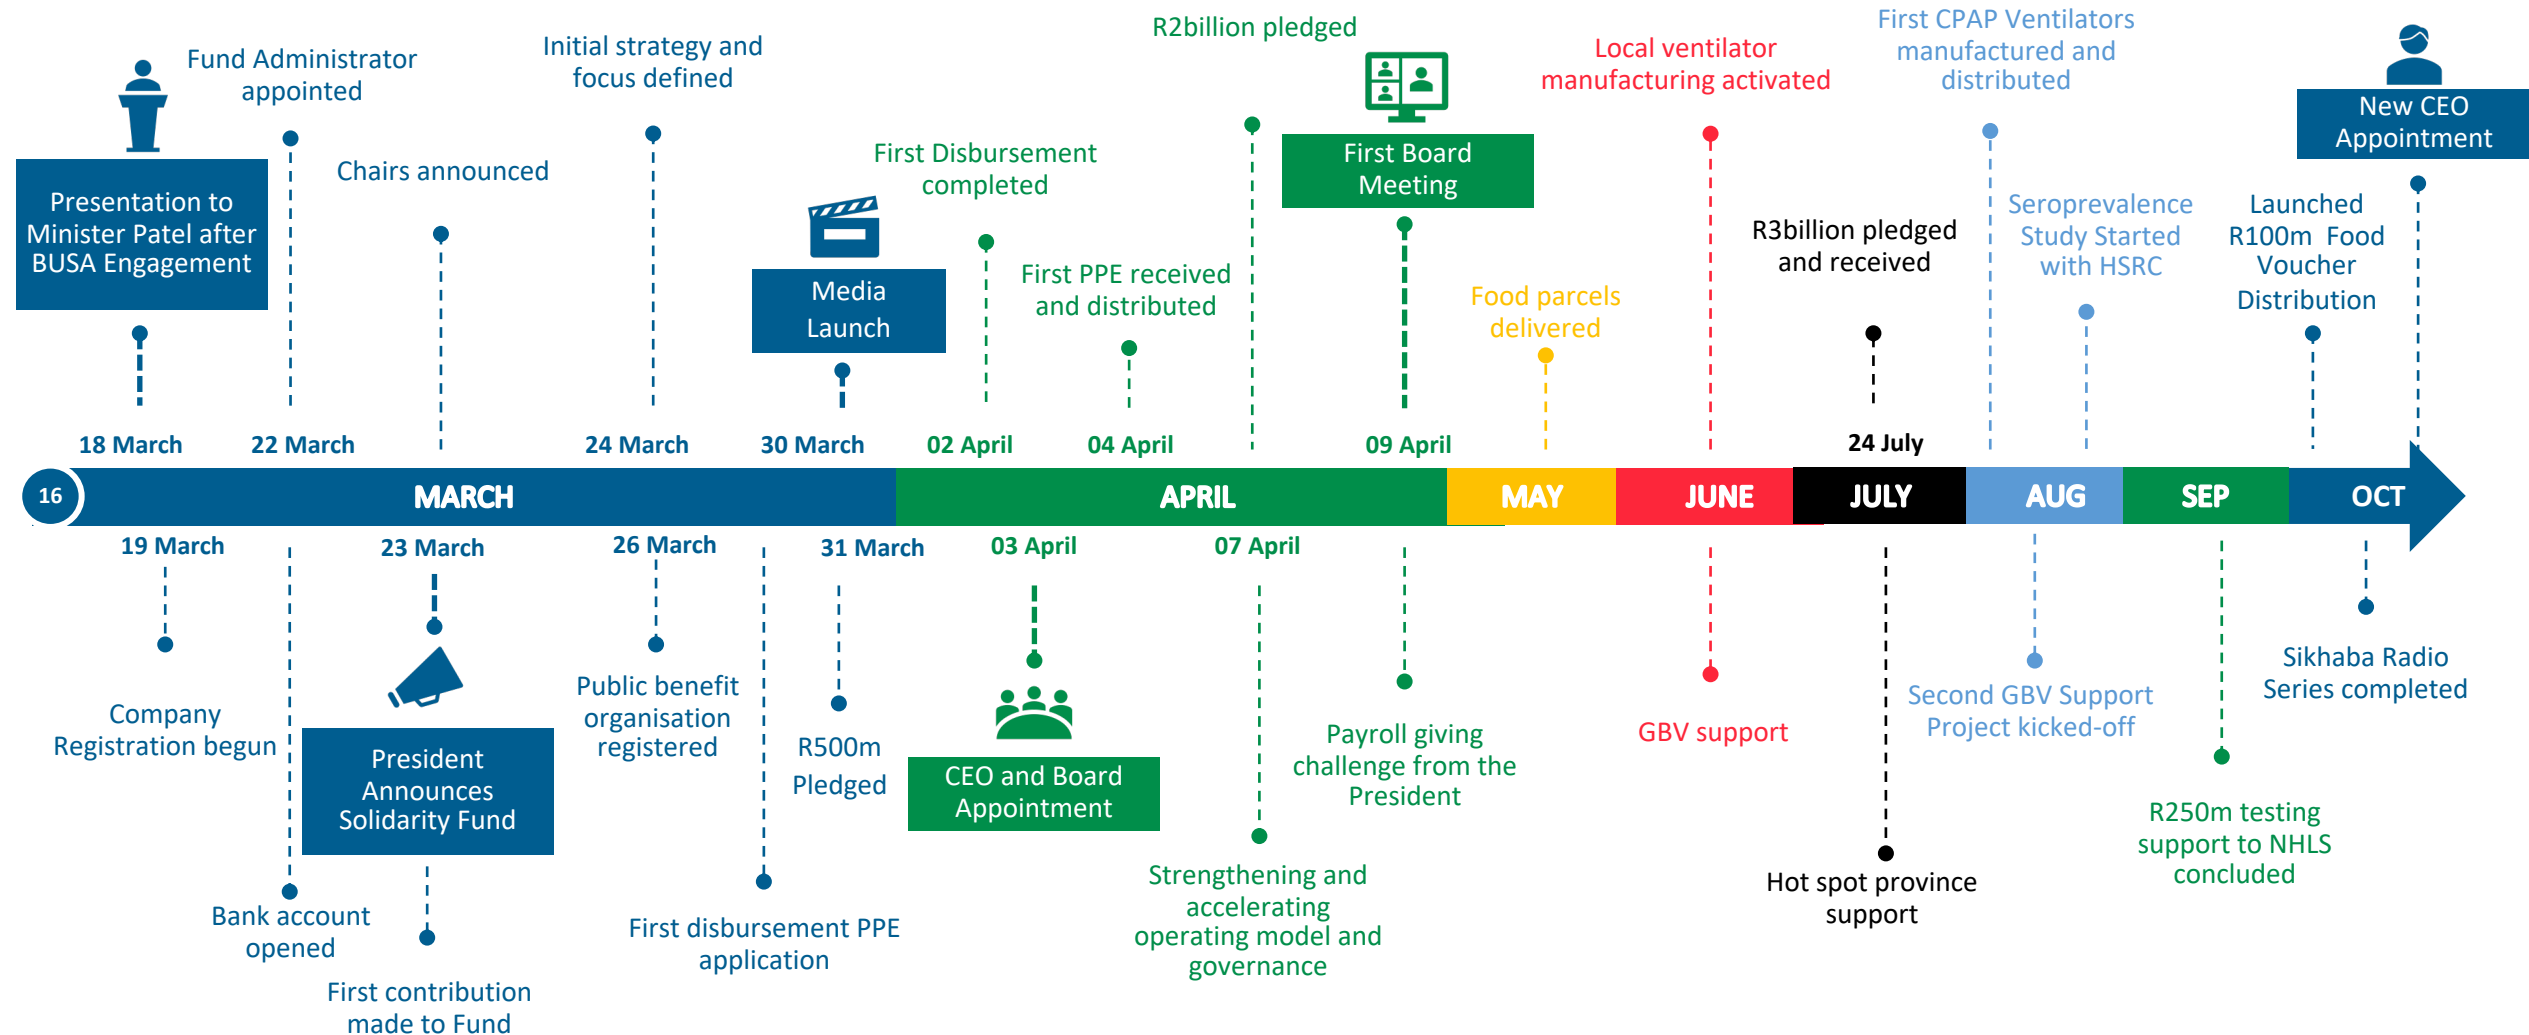 R2billion pledged
First CPAP Ventilators
manufactured and
distributed
Fund Administrator
appointed
Initial strategy and
focus defined
Local ventilator
manufacturing activated
New CEO
Appointment
Chairs announced
First Disbursement
completed
First Board
Meeting
Presentation to
Minister Patel after
BUSA Engagement
Media
Launch
First PPE received
and distributed
Food parcels
delivered
R3billion pledged
and received
Seroprevalence
Study Started
with HSRC
Launched
R100m Food
Voucher
Distribution
18 March
22 March
24 March
30 March
02 April
04 April
09 April
24 July
16
MARCH
APRIL
MAY
JUNE
JULY
AUG
SEP
OCT
19 March
23 March
26 March
31 March
03 April
07 April
Company
Registration begun
Bank account
opened
President
Announces
Solidarity Fund
First contribution
made to Fund
Public benefit
organisation
registered
First disbursement PPE
application
R500m
Pledged
CEO and Board
Appointment
Strengthening and
accelerating
operating model and
governance
Payroll giving
challenge from the
President
GBV support
Hot spot province
support
Second GBV Support
Project kicked-off
R250m testing
support to NHLS
concluded
Sikhaba Radio
Series completed